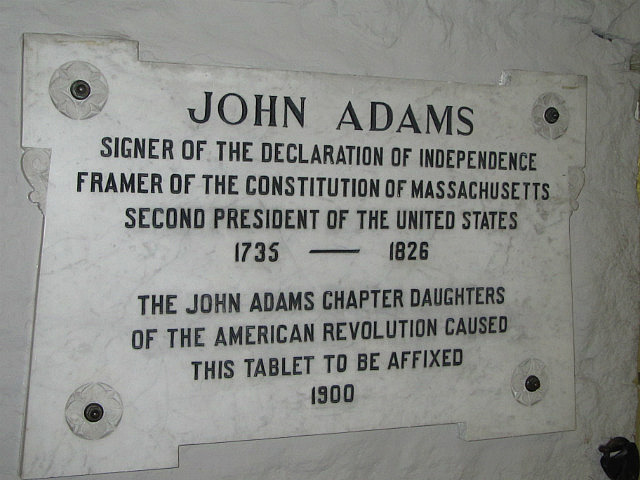 JOHN ADAMS
SIGNER OF THE DECLARATION OF INDEPENDENCE
FRAMER OF THE CONSTITUTION OF MASSACHUSETTS
SECOND PRESIDENT OF THE UNITED STATES
1735 — 1826
THE JOHN ADAMS CHAPTER DAUGHTERS
OF THE AMERICAN REVOLUTION CAUSED
THIS TABLET TO BE AFFIXED
1900